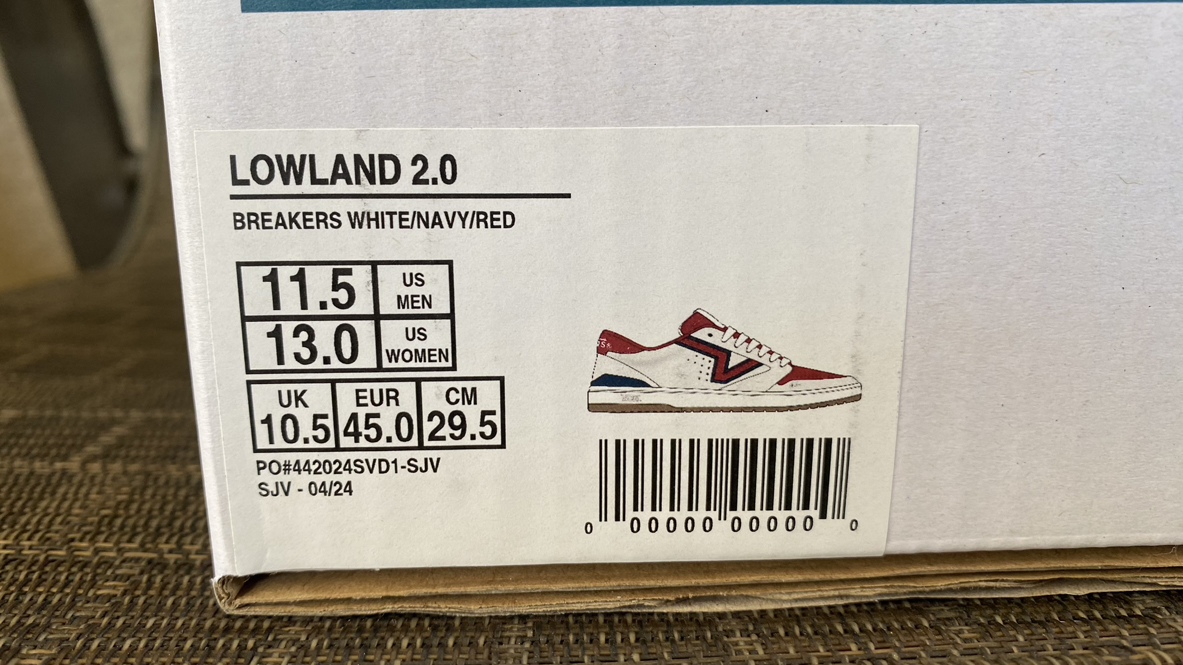 LOWLAND 2.0
BREAKERS WHITE/NAVY/RED
11.5 US MEN
13.0 US WOMEN
UK EUR CM
10.5 45.0 29.5
PO#442024SVD1-SJV
SJV - 04/24
0 00000 00000 0